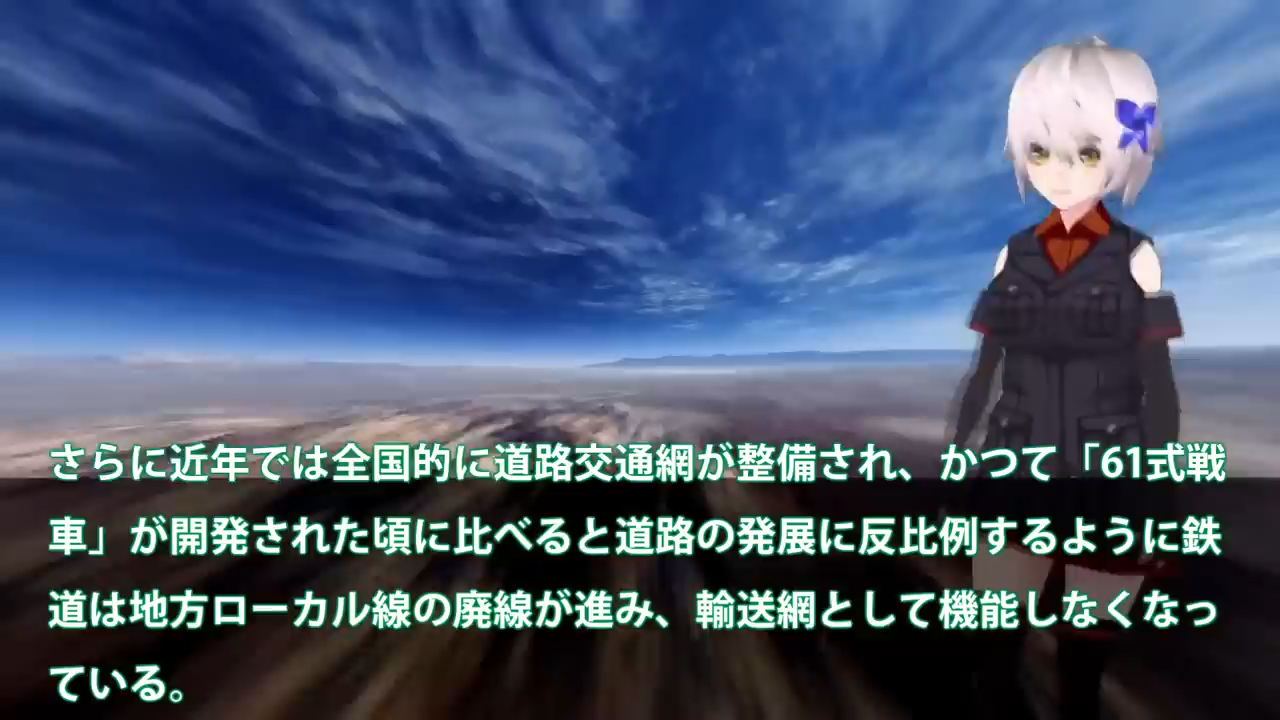 さらに近年では全国的に道路交通網が整備され、かつて「61式戦
車」が開発された頃に比べると道路の発展に反比例するように鉄
道は地方ローカル線の廃線が進み、輸送網として機能しなくなっ
ている。